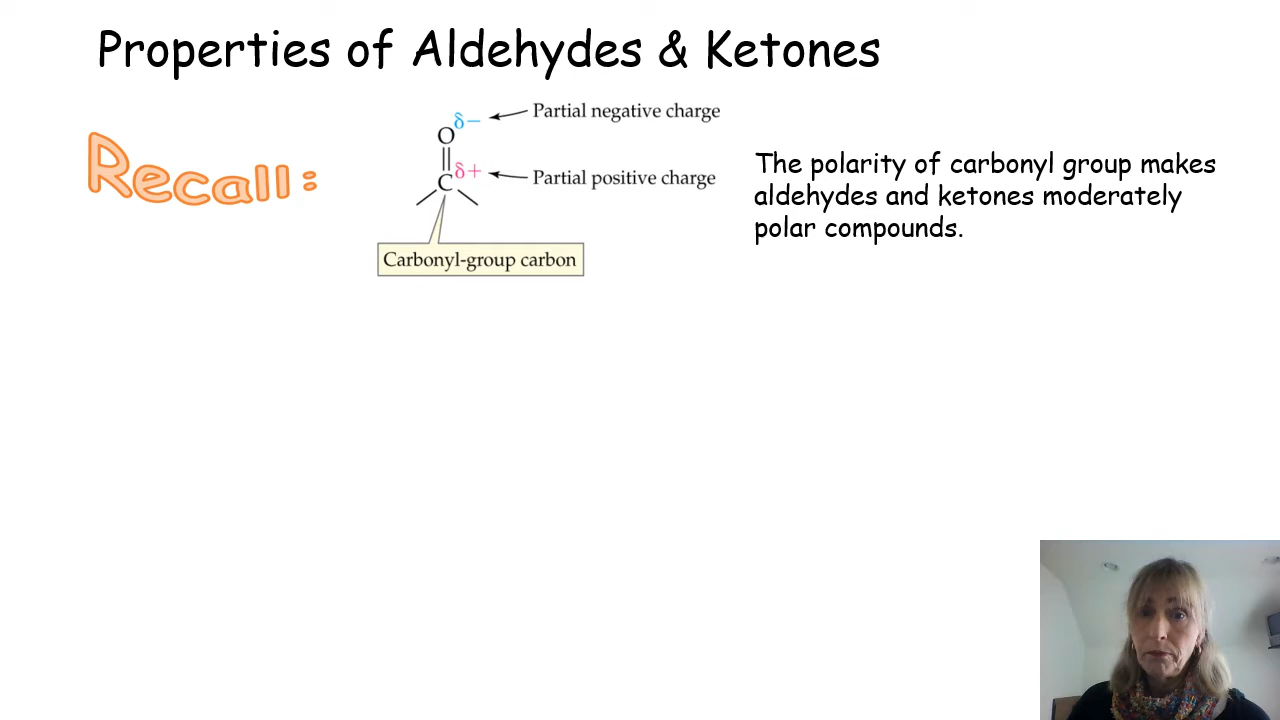 Properties of Aldehydes & Ketones
Recall:
δ− Partial negative charge
O
δ+ Partial positive charge
C
Carbonyl-group carbon
The polarity of carbonyl group makes
aldehydes and ketones moderately
polar compounds.